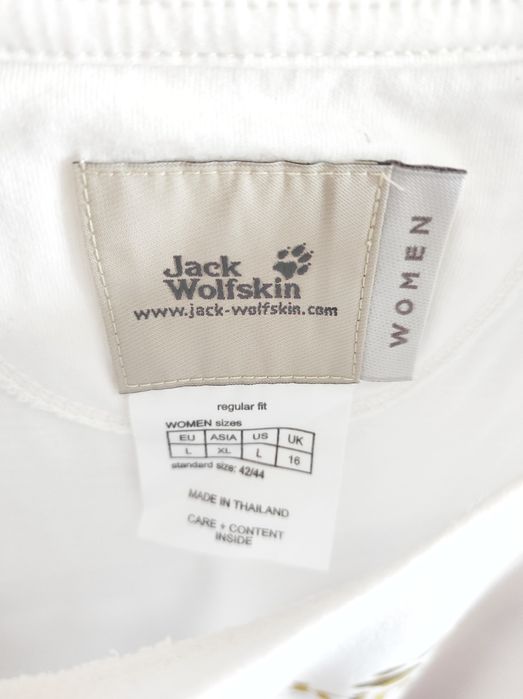 Jack
Wolfskin
www.jack-wolfskin.com
WOMEN
regular fit
WOMEN sizes
EU ASIA US UK
L XL L 16
standard size: 42/44
MADE IN THAILAND
CARE + CONTENT
INSIDE